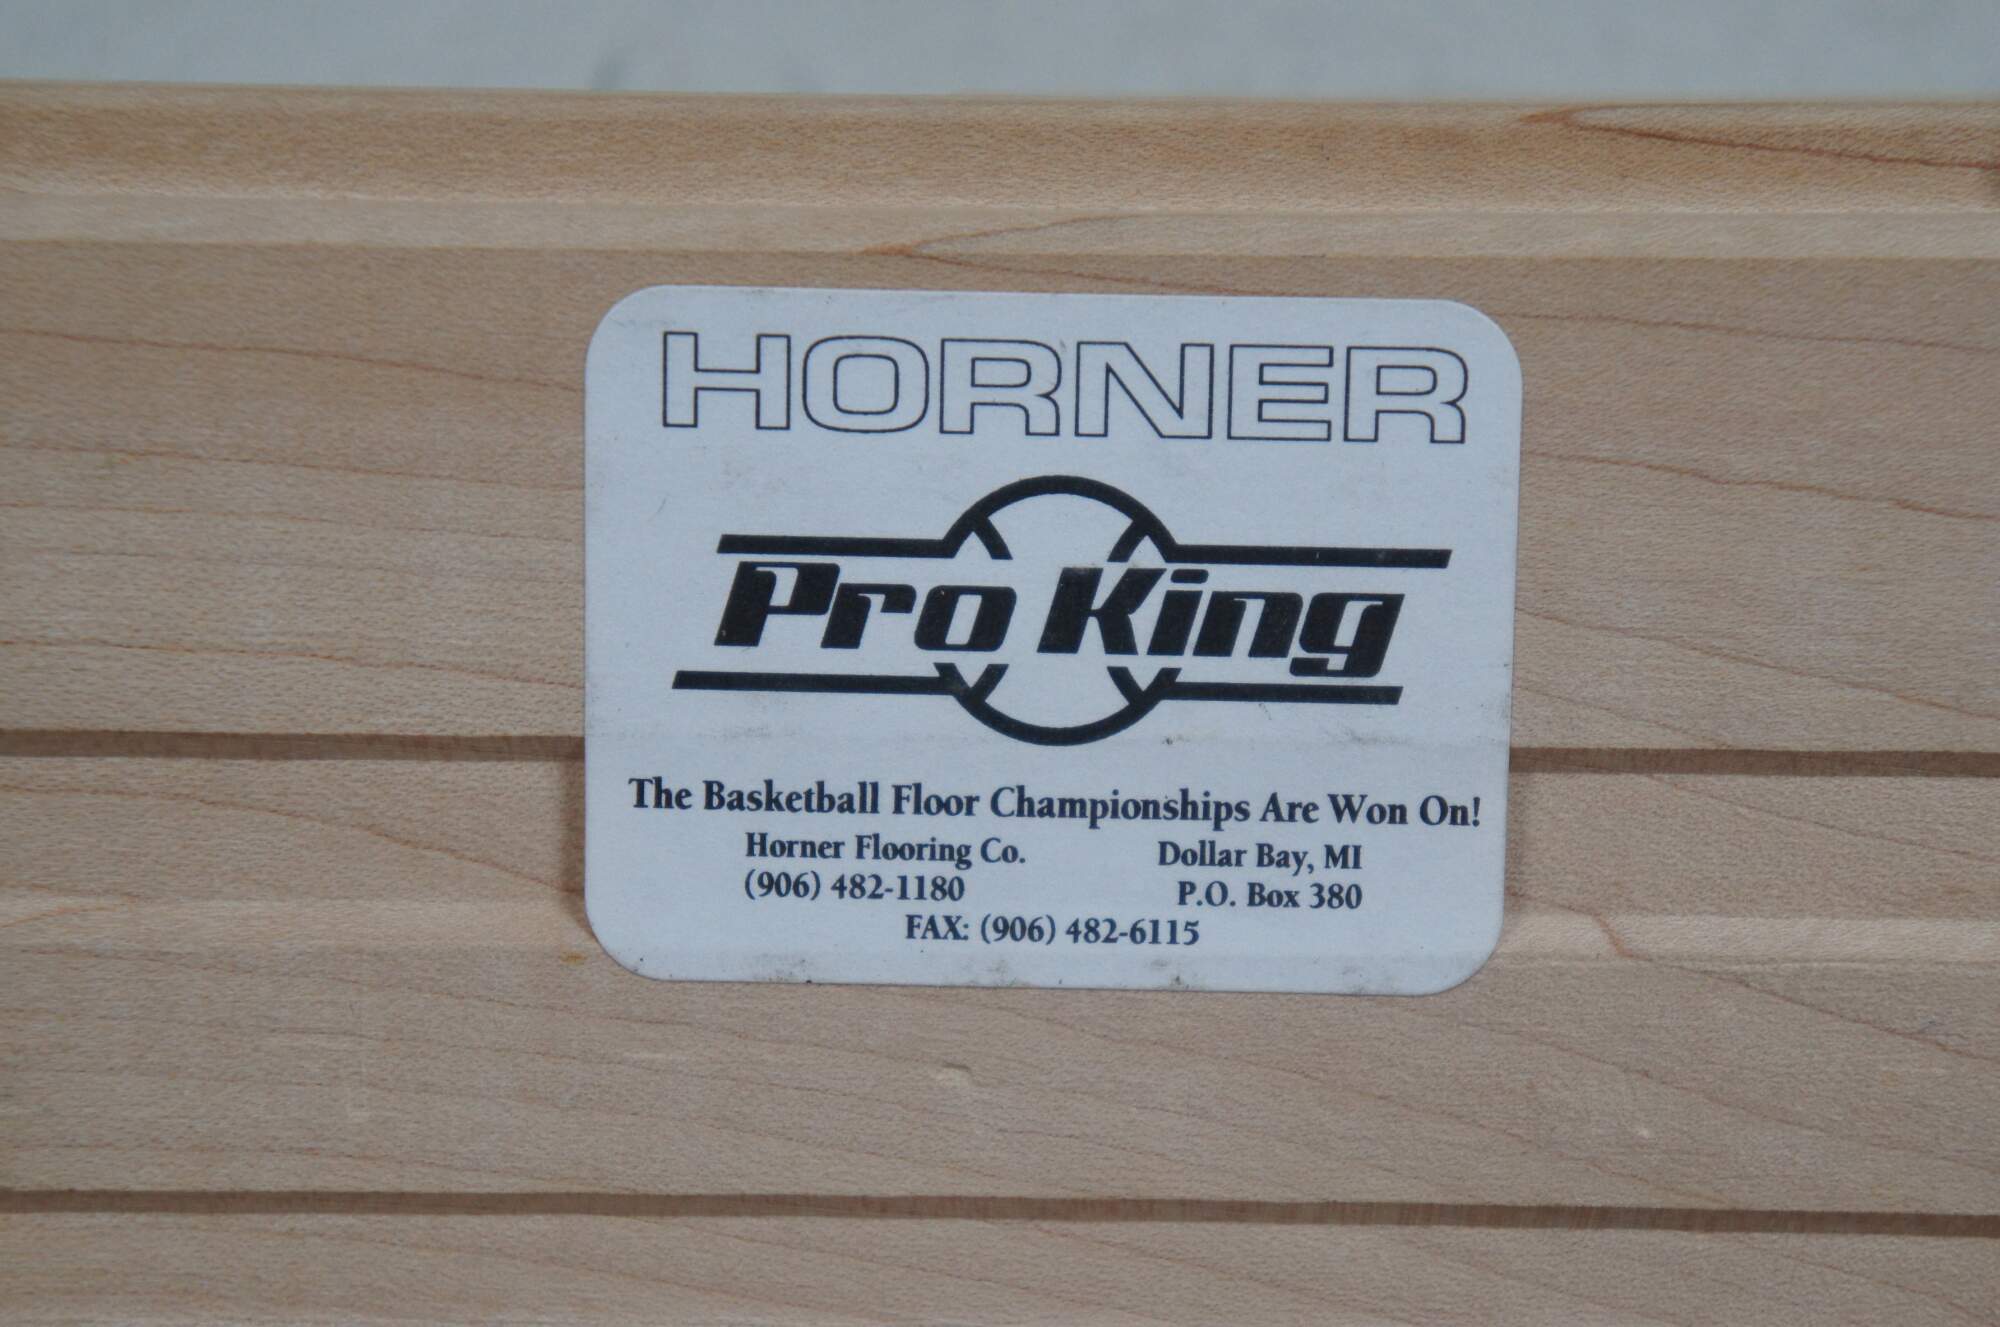 HORNER
Pro King
The Basketball Floor Championships Are Won On!
Horner Flooring Co. Dollar Bay, MI
(906) 482-1180 P.O. Box 380
FAX: (906) 482-6115